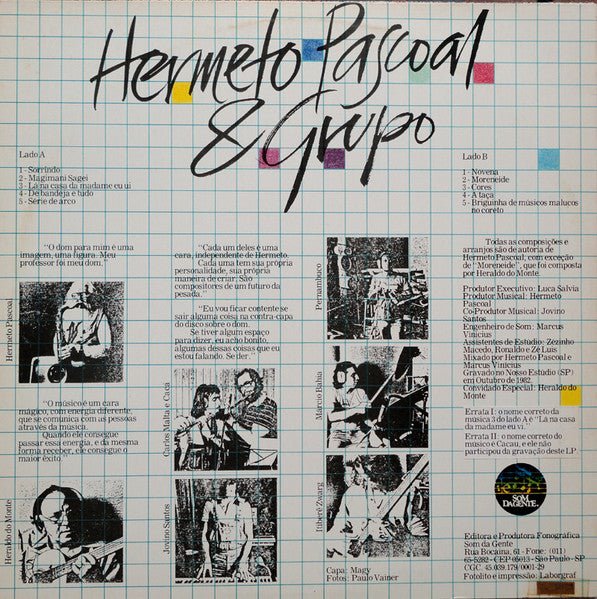 Hermeto Pascoal
& Grupo
Lado A
1 - Sorrindo
2 - Magimani Sagei
3 - Lá na casa da madame eu ui
4 - De bandeja e tudo
5 - Série de arco
Lado B
1 - Novena
2 - Moreneide
3 - Cores
4 - A taça
5 - Briguinha de músicos malucos
no coreto
Hermeto Pascoal
"O dom para mim é uma
imagem, uma figura. Meu
professor foi meu dom."
"O músico é um cara
mágico, com energia diferente,
que se comunica com as pessoas
através da música.
Quando ele consegue
passar essa energia, e da mesma
forma receber, ele consegue o
maior êxito."
Heraldo do Monte
"Cada um deles é uma
cara, independente de Hermeto.
Cada uma tem sua própria
personalidade, sua própria
maneira de criar. São
compositores de um futuro da
pesada."
"Eu vou ficar contente se
sair alguma coisa na contra-capa
do disco sobre o dom.
Se tiver algum espaço
para dizer, eu acho bonito,
algumas dessas coisas que eu
estou falando. Se der."
Carlos Malta e Cacá
Jovino Santos
Pernambuco
Márcio Bahia
Itiberê Zwarg
Capa: Magy
Fotos: Paulo Vainer
Todas as composições e
arranjos são de autoria de
Hermeto Pascoal, com exceção
de "Moreneide", que foi composta
por Heraldo do Monte.
Produtor Executivo: Luca Salvia
Produtor Musical: Hermeto
Pascoal
Co-Produtor Musical: Jovino
Santos
Engenheiro de Som: Marcus
Vinicius
Assistentes de Estúdio: Zezinho
Macedo, Ronaldo e Zé Luis
Mixado por Hermeto Pascoal e
Marcus Vinicius
Gravado no Nosso Estúdio (SP)
em Outubro de 1982.
Convidado Especial: Heraldo do
Monte
Errata I: o nome correto da
música 3 do lado A é "Lá na casa
da madame eu vi."
Errata II: o nome correto do
músico é Cacau, e ele não
participou da gravação deste LP.
SOM
DA GENTE
Editora e Produtora Fonográfica
Som da Gente
Rua Bocaina, 61 - Fone: (011)
65-5282 - CEP 05013 - São Paulo - SP
CGC. 45.039.179/0001-29
Fotolito e impressão: Laborgraf